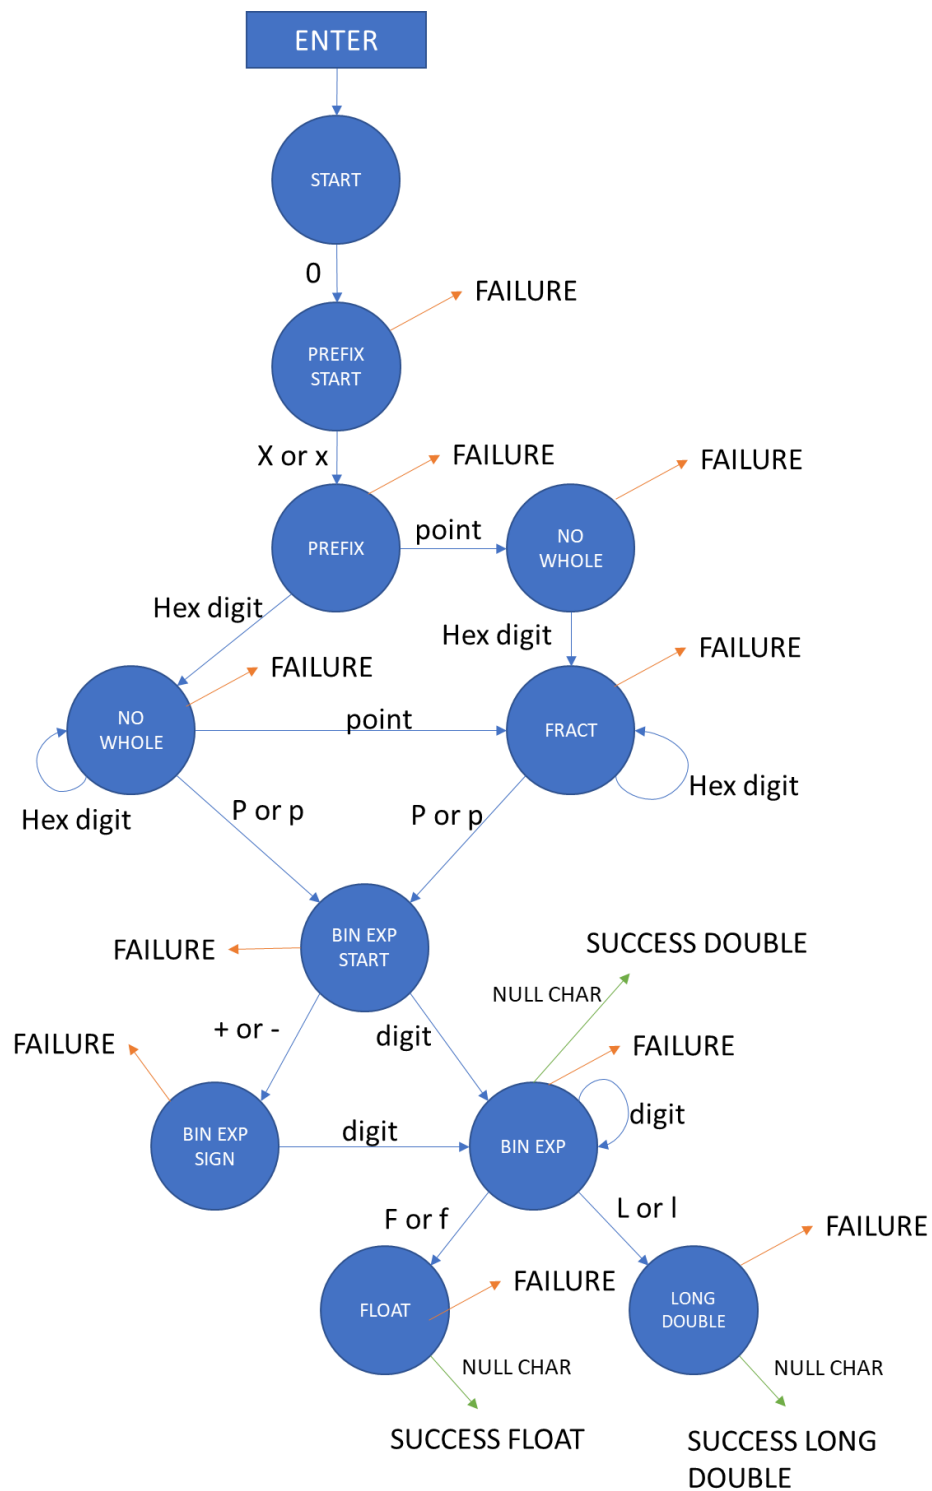 ENTER
START
0
FAILURE
PREFIX
START
X or x
FAILURE
FAILURE
point
NO
WHOLE
PREFIX
Hex digit
Hex digit
FAILURE
FAILURE
NO
WHOLE
point
FRACT
Hex digit
Hex digit
P or p
P or p
BIN EXP
START
FAILURE
SUCCESS DOUBLE
NULL CHAR
+ or -
digit
FAILURE
FAILURE
digit
BIN EXP
SIGN
digit
BIN EXP
F or f
L or l
FAILURE
FAILURE
FLOAT
LONG
DOUBLE
NULL CHAR
NULL CHAR
SUCCESS FLOAT
SUCCESS LONG
DOUBLE